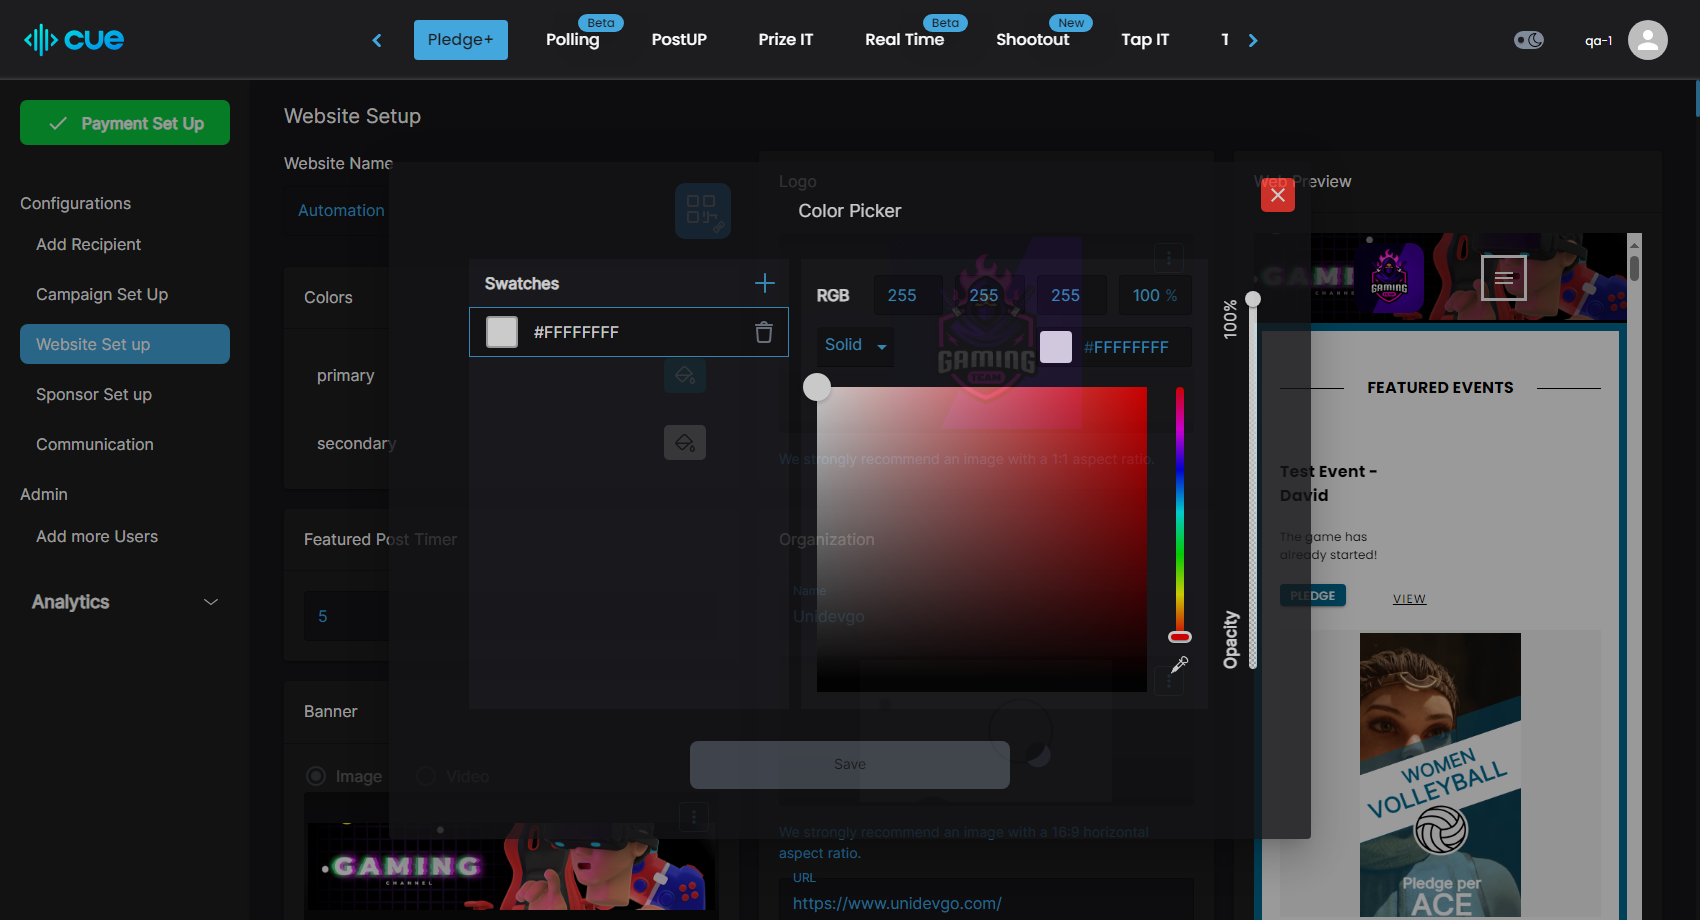 cue
Pledge+
Beta
Polling
PostUP
Prize IT
Beta
Real Time
New
Shootout
Tap IT
T
qa-1
Payment Set Up
Configurations
Add Recipient
Campaign Set Up
Website Set up
Sponsor Set up
Communication
Admin
Add more Users
Analytics
Website Setup
Website Name
Automation
Colors
primary
secondary
Featured Post Timer
5
Banner
Image
Video
GAMING
CHANNEL
Logo
GAMING
TEAM
We strongly recommend an image with a 1:1 aspect ratio.
Organization
Name
Unidevgo
We strongly recommend an image with a 16:9 horizontal
aspect ratio.
URL
https://www.unidevgo.com/
Color Picker
Swatches
#FFFFFFFF
RGB
255
255
255
100 %
Solid
#FFFFFFFF
100%
Opacity
Save
Web Preview
GAMI
CHANNEL
GAMING
FEATURED EVENTS
Test Event -
David
The game has
already started!
PLEDGE
VIEW
WOMEN
VOLLEYBALL
Pledge per
ACE